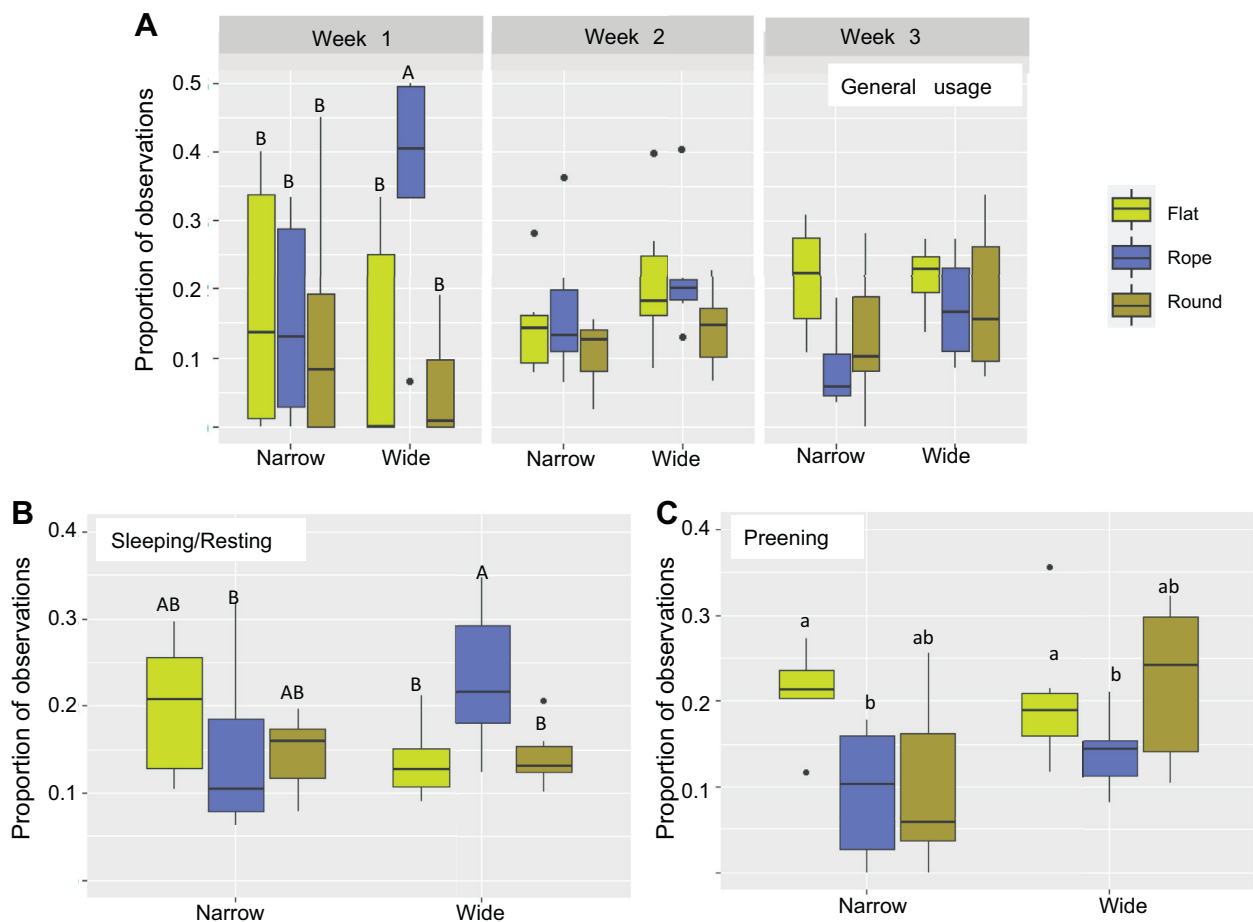 A
Week 1
Week 2
Week 3
General usage
Proportion of observations
0.5
0.4
0.3
0.2
0.1
B
B
B
B
A
B
Narrow
Wide
Narrow
Wide
Narrow
Wide
Flat
Rope
Round
B
Sleeping/Resting
Proportion of observations
0.4
0.3
0.2
0.1
AB
B
AB
B
A
B
Narrow
Wide
C
Preening
Proportion of observations
0.4
0.3
0.2
0.1
a
b
ab
a
b
ab
Narrow
Wide